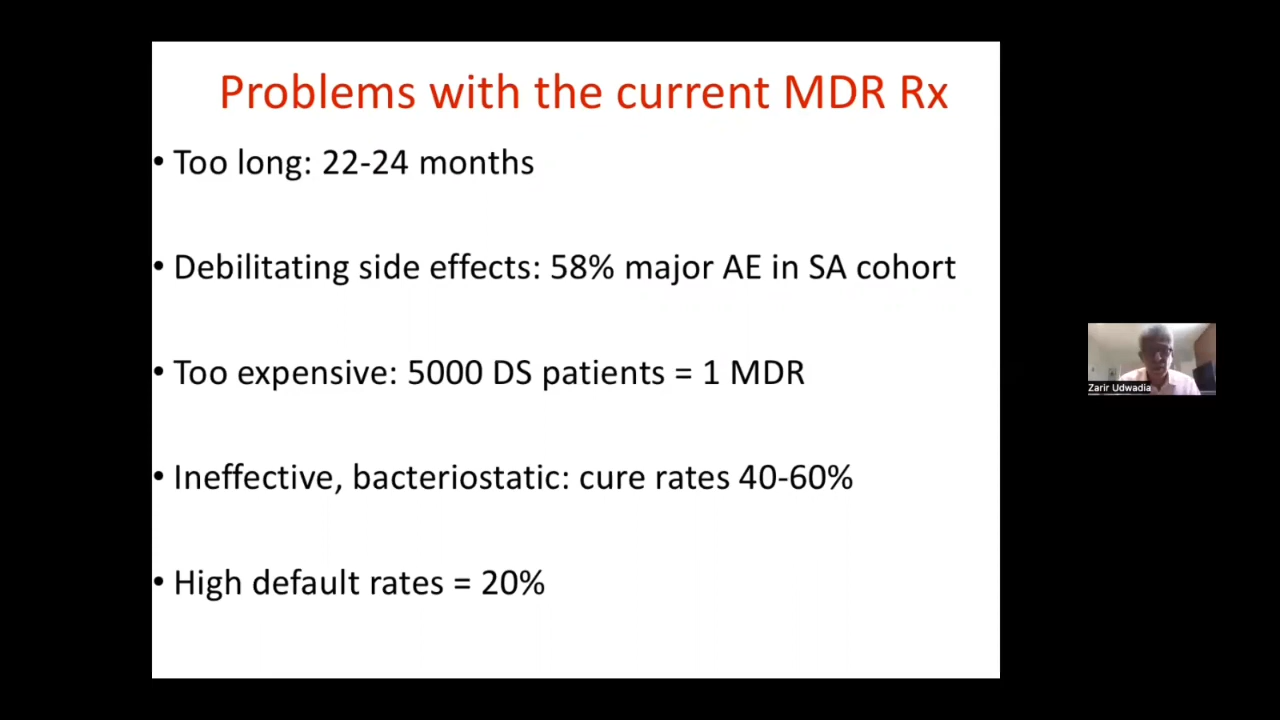 Problems with the current MDR Rx
• Too long: 22-24 months
• Debilitating side effects: 58% major AE in SA cohort
• Too expensive: 5000 DS patients = 1 MDR
• Ineffective, bacteriostatic: cure rates 40-60%
• High default rates = 20%
Zarir Udwadia